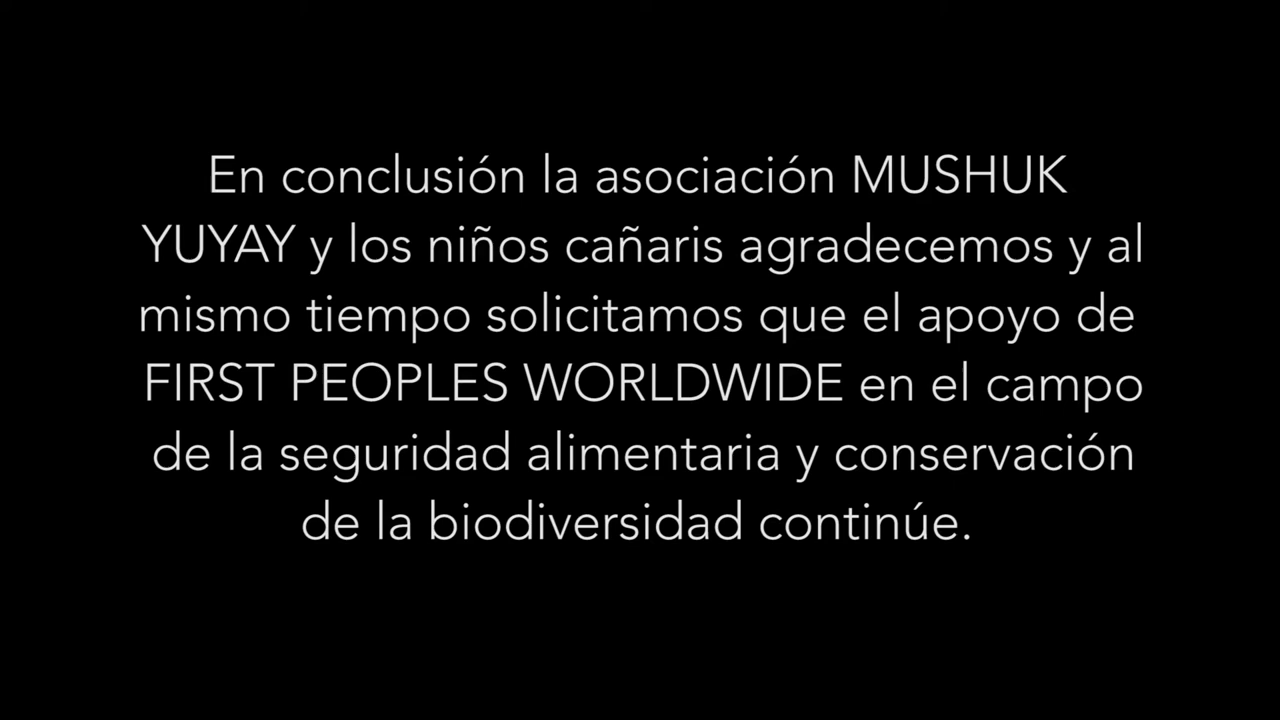 En conclusión la asociación MUSHUK
YUYAY y los niños cañaris agradecemos y al
mismo tiempo solicitamos que el apoyo de
FIRST PEOPLES WORLDWIDE en el campo
de la seguridad alimentaria y conservación
de la biodiversidad continúe.